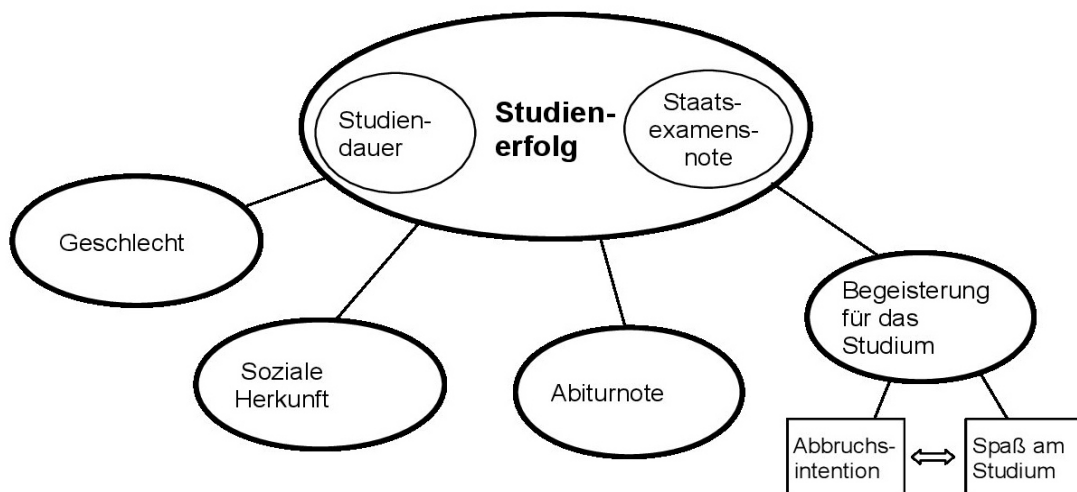 Studien-
dauer
Studien-
erfolg
Staats-
examens-
note
Geschlecht
Soziale
Herkunft
Abiturnote
Begeisterung
für das
Studium
Abbruchs-
intention
Spaß am
Studium